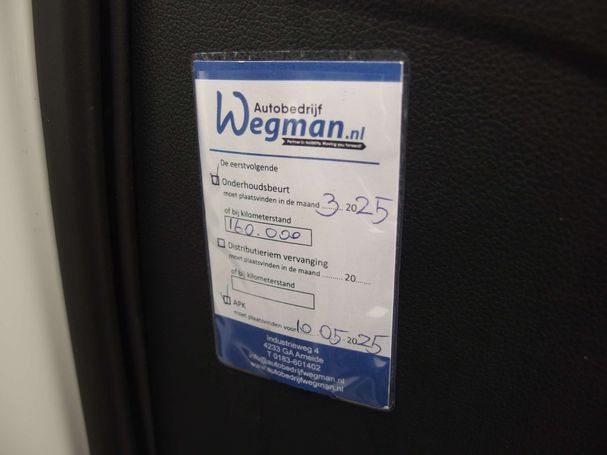 Autobedrijf
Wegman.nl
Partner in mobility. Moving you forward!
De eerstvolgende
Onderhoudsbeurt
moet plaatsvinden in de maand ..3.. 2025
of bij kilometerstand
160.000
Distributieriem vervanging
moet plaatsvinden in de maand ......... 20......
of bij kilometerstand
APK
moet plaatsvinden voor 10.05.2025
Industrieweg 4
4233 GA Ameide
T 0183-601402
info@autobedrijfwegman.nl
www.autobedrijfwegman.nl